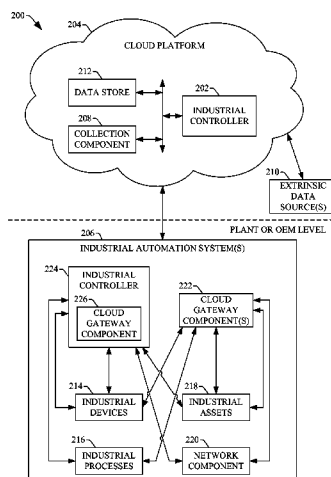 200
204
CLOUD PLATFORM
212
DATA STORE
202
INDUSTRIAL
CONTROLLER
208
COLLECTION
COMPONENT
210
EXTRINSIC
DATA
SOURCE(S)
PLANT OR OEM LEVEL
206
INDUSTRIAL AUTOMATION SYSTEM(S)
224
INDUSTRIAL
CONTROLLER
226
CLOUD
GATEWAY
COMPONENT
222
CLOUD
GATEWAY
COMPONENT(S)
214
INDUSTRIAL
DEVICES
218
INDUSTRIAL
ASSETS
216
INDUSTRIAL
PROCESSES
220
NETWORK
COMPONENT